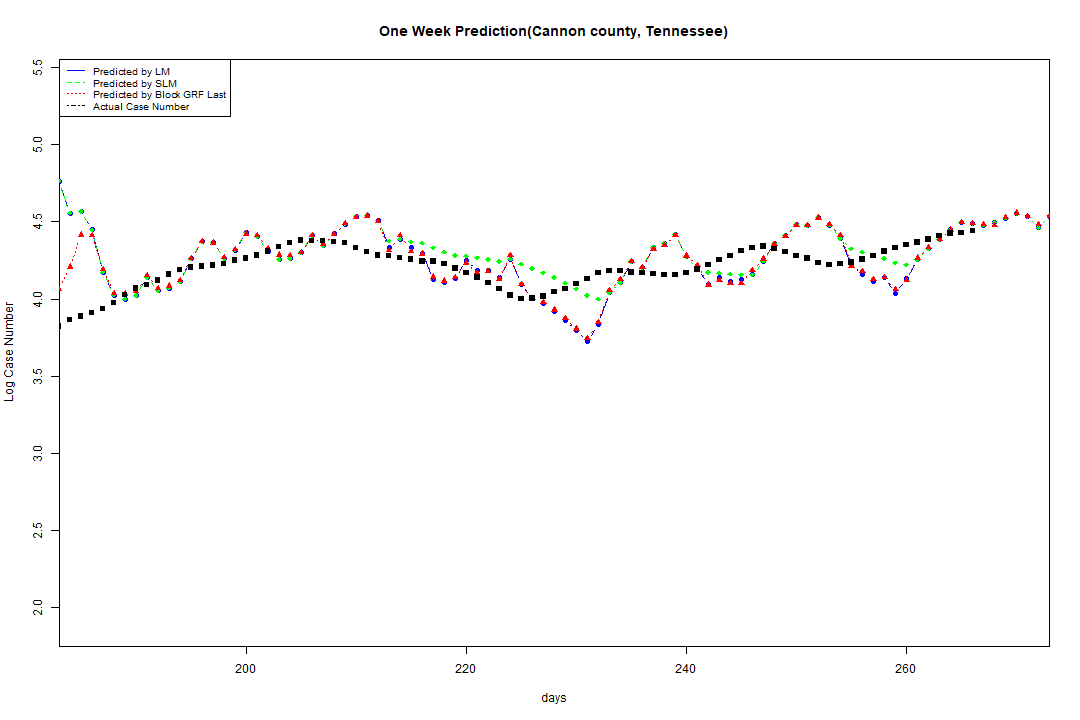 One Week Prediction(Cannon county, Tennessee)
Predicted by LM
Predicted by SLM
Predicted by Block GRF Last
Actual Case Number
5.5
5.0
4.5
4.0
3.5
3.0
2.5
2.0
Log Case Number
200
220
240
260
days